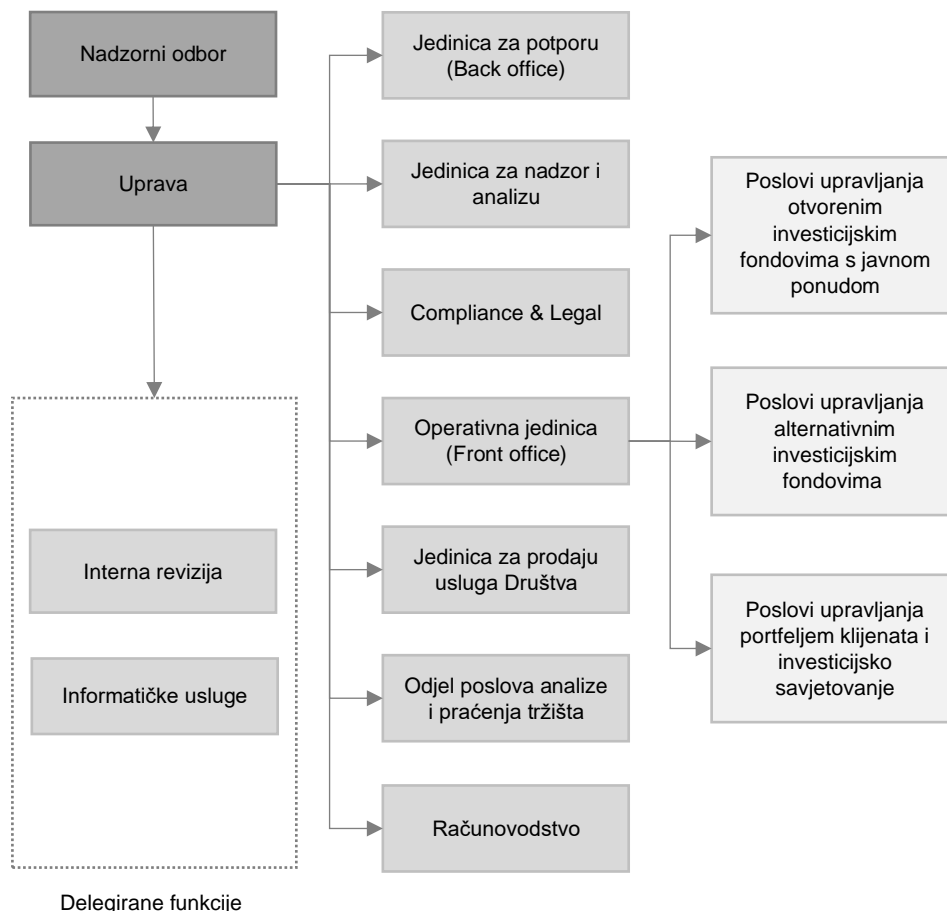 Nadzorni odbor
Uprava
Interna revizija
Informatičke usluge
Delegirane funkcije
Jedinica za potporu
(Back office)
Jedinica za nadzor i
analizu
Compliance & Legal
Operativna jedinica
(Front office)
Jedinica za prodaju
usluga Društva
Odjel poslova analize
i praćenja tržišta
Računovodstvo
Poslovi upravljanja
otvorenim
investicijskim
fondovima s javnom
ponudom
Poslovi upravljanja
alternativnim
investicijskim
fondovima
Poslovi upravljanja
portfeljem klijenata i
investicijsko
savjetovanje